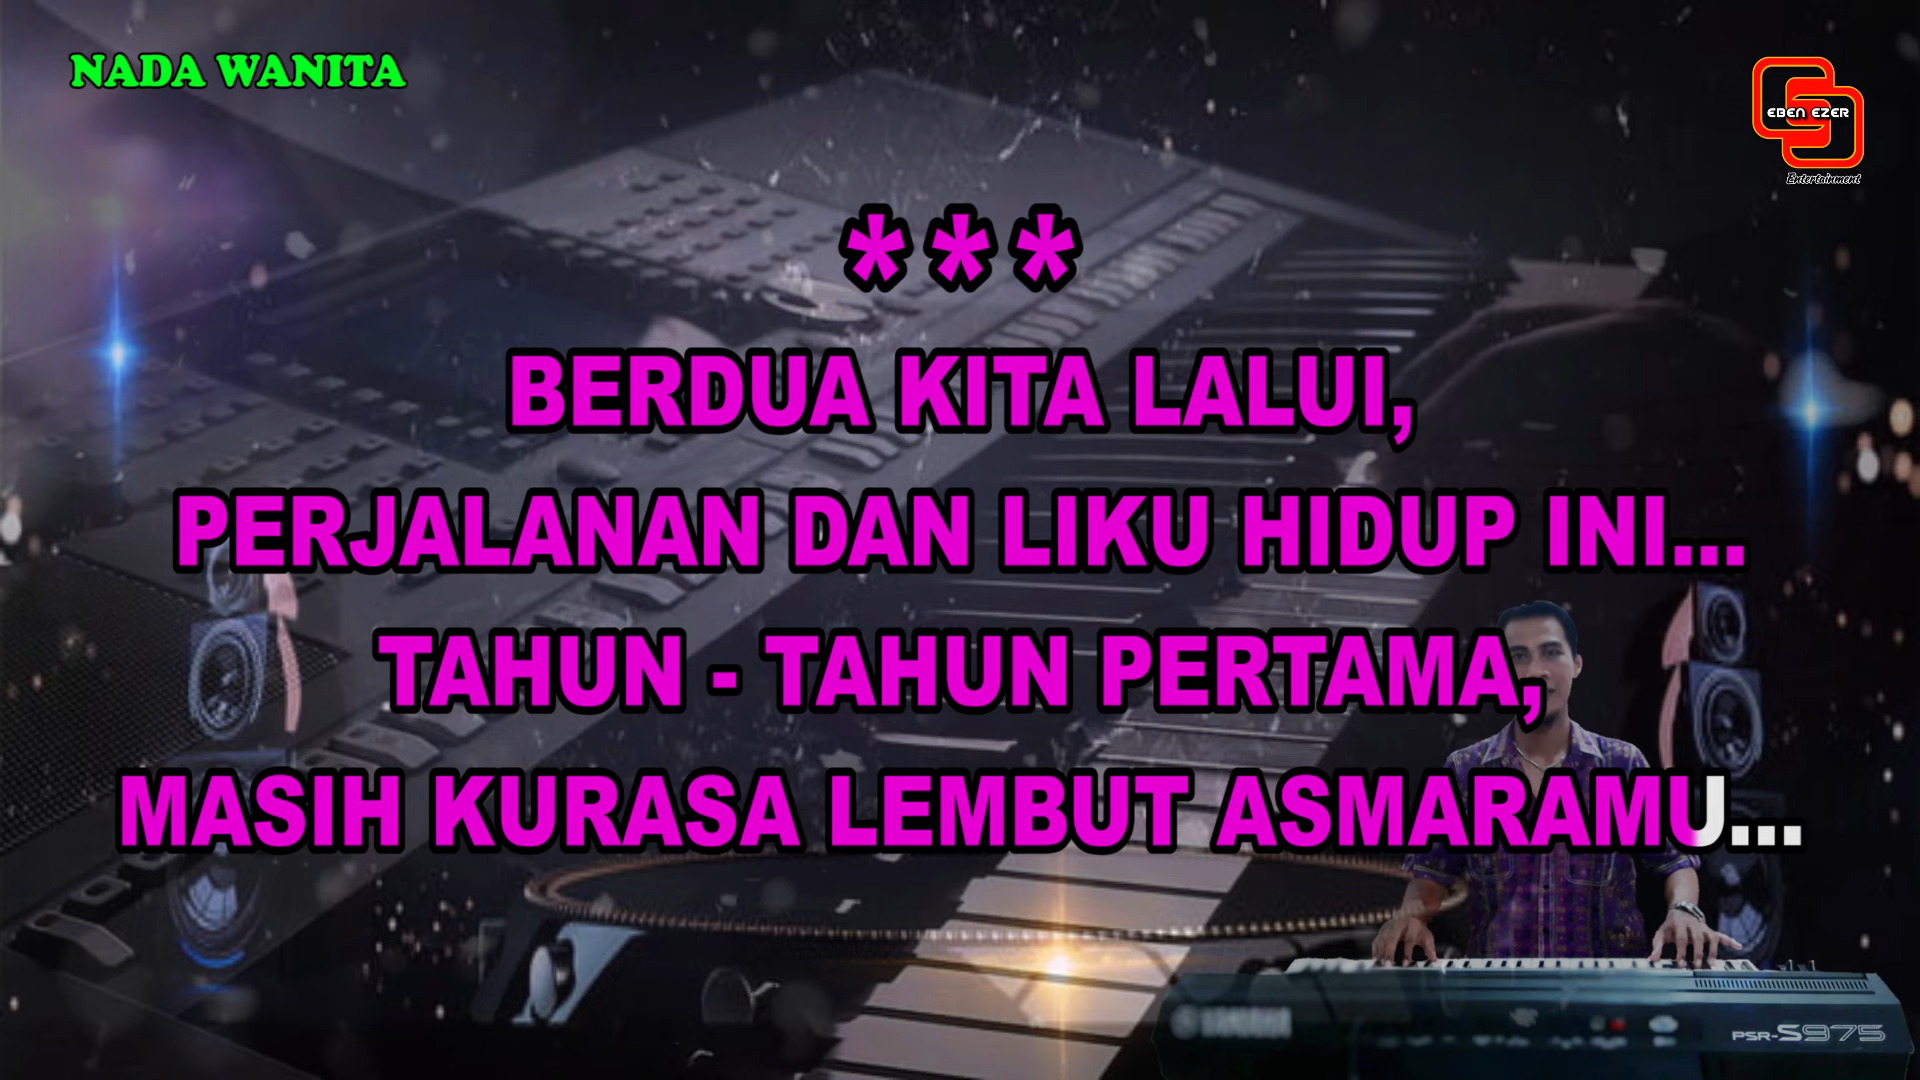 NADA WANITA
EBEN EZER
Entertainment
***
BERDUA KITA LALUI,
PERJALANAN DAN LIKU HIDUP INI...
TAHUN - TAHUN PERTAMA,
MASIH KURASA LEMBUT ASMARAMU...
YAMAHA
PSR-S975